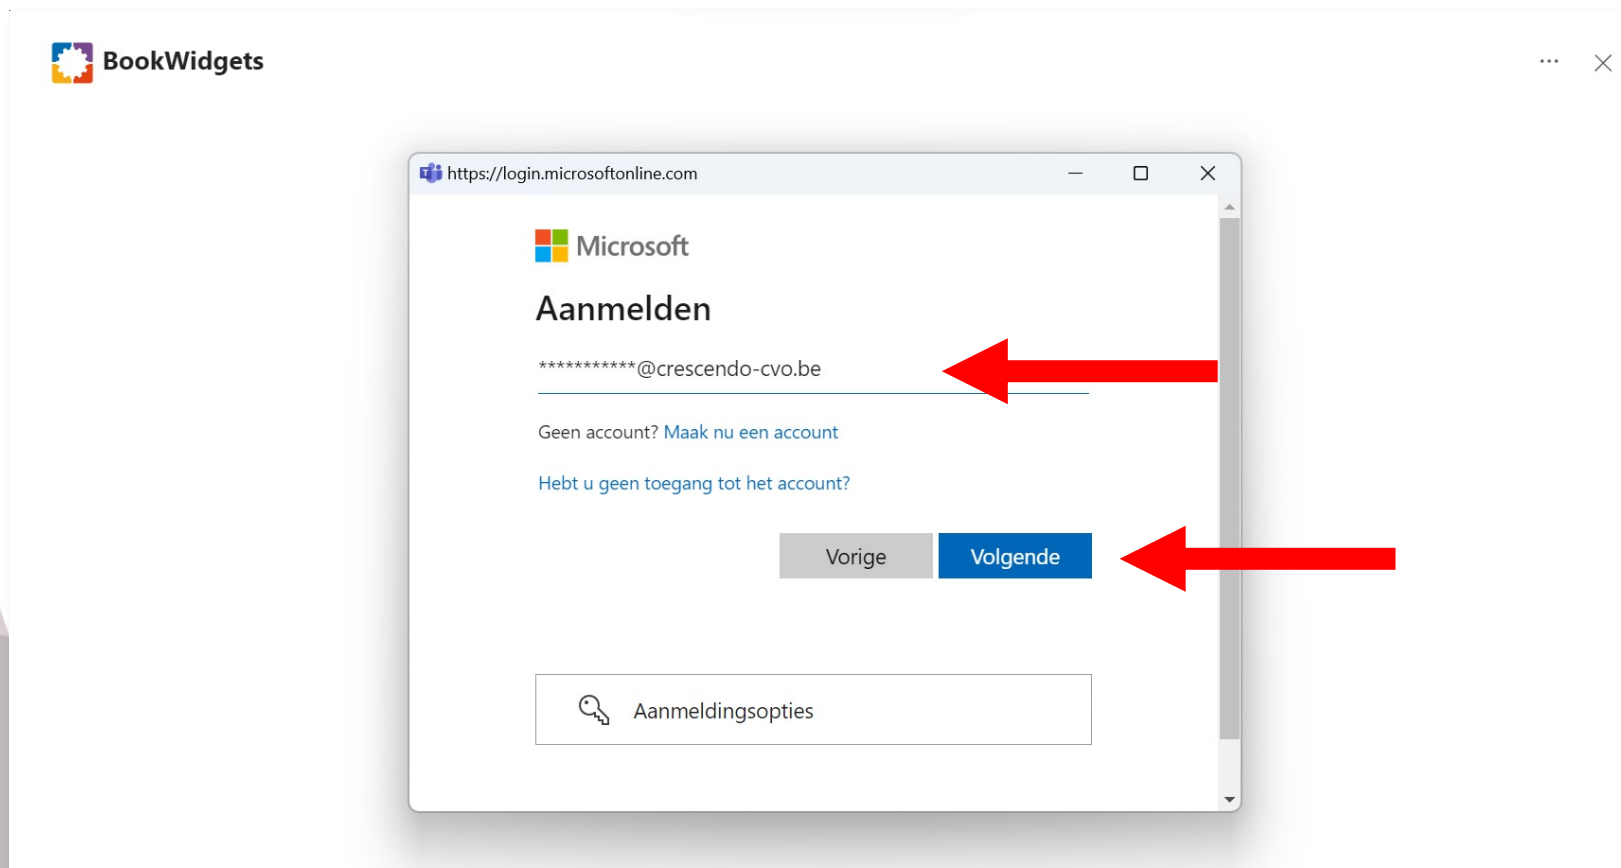 BookWidgets
https://login.microsoftonline.com
Microsoft
Aanmelden
***********@crescendo-cvo.be
Geen account? Maak nu een account
Hebt u geen toegang tot het account?
Vorige
Volgende
Aanmeldingsopties